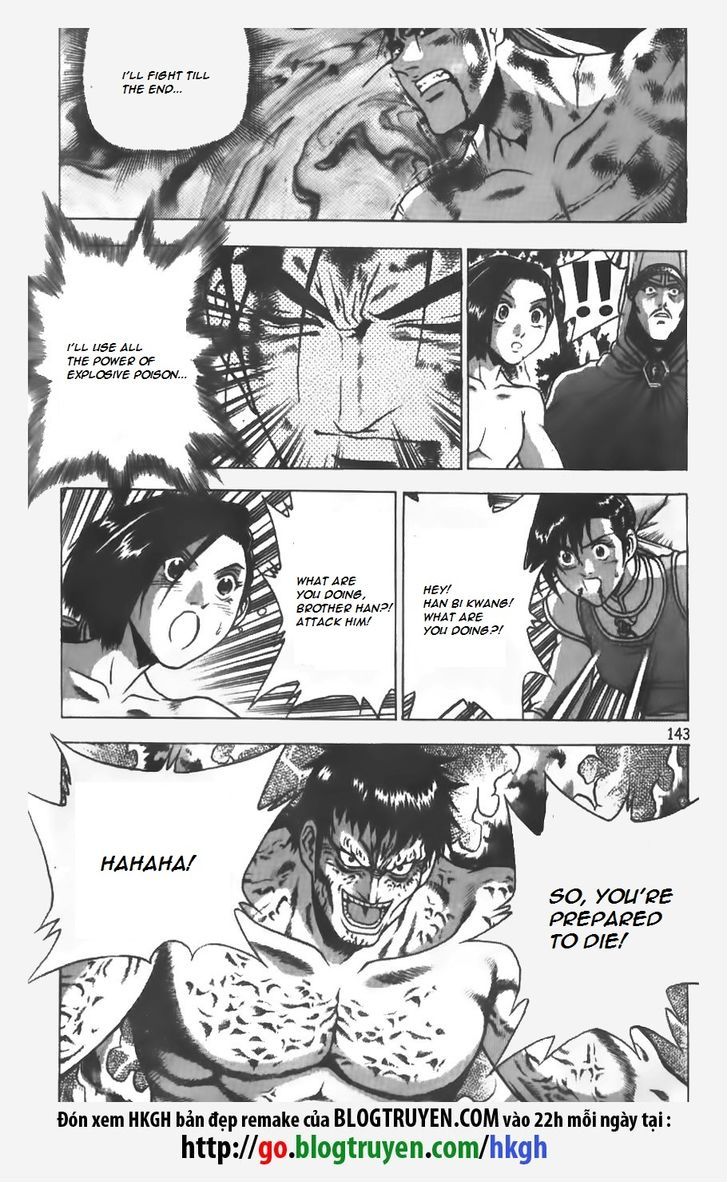 I'LL FIGHT TILL
THE END...
I'LL USE ALL
THE POWER OF
EXPLOSIVE POISON...
!!
WHAT ARE
YOU DOING,
BROTHER HAN?!
ATTACK HIM!
HEY!
HAN BI KWANG!
WHAT ARE
YOU DOING?!
143
HAHAHA!
SO, YOU'RE
PREPARED
TO DIE!
Đón xem HKGH bản đẹp remake của BLOGTRUYEN.COM vào 22h mỗi ngày tại :
http://go.blogtruyen.com/hkgh